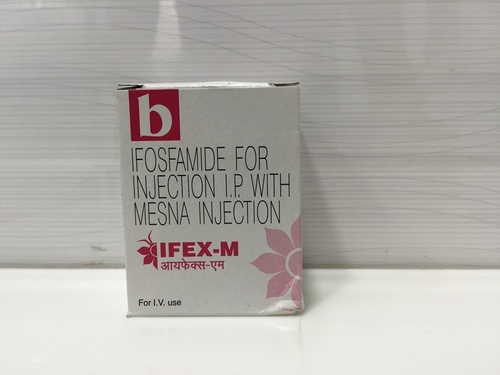 b
IFOSFAMIDE FOR
INJECTION I.P. WITH
MESNA INJECTION
IFEX-M
आयफेक्स-एम
For I.V. use